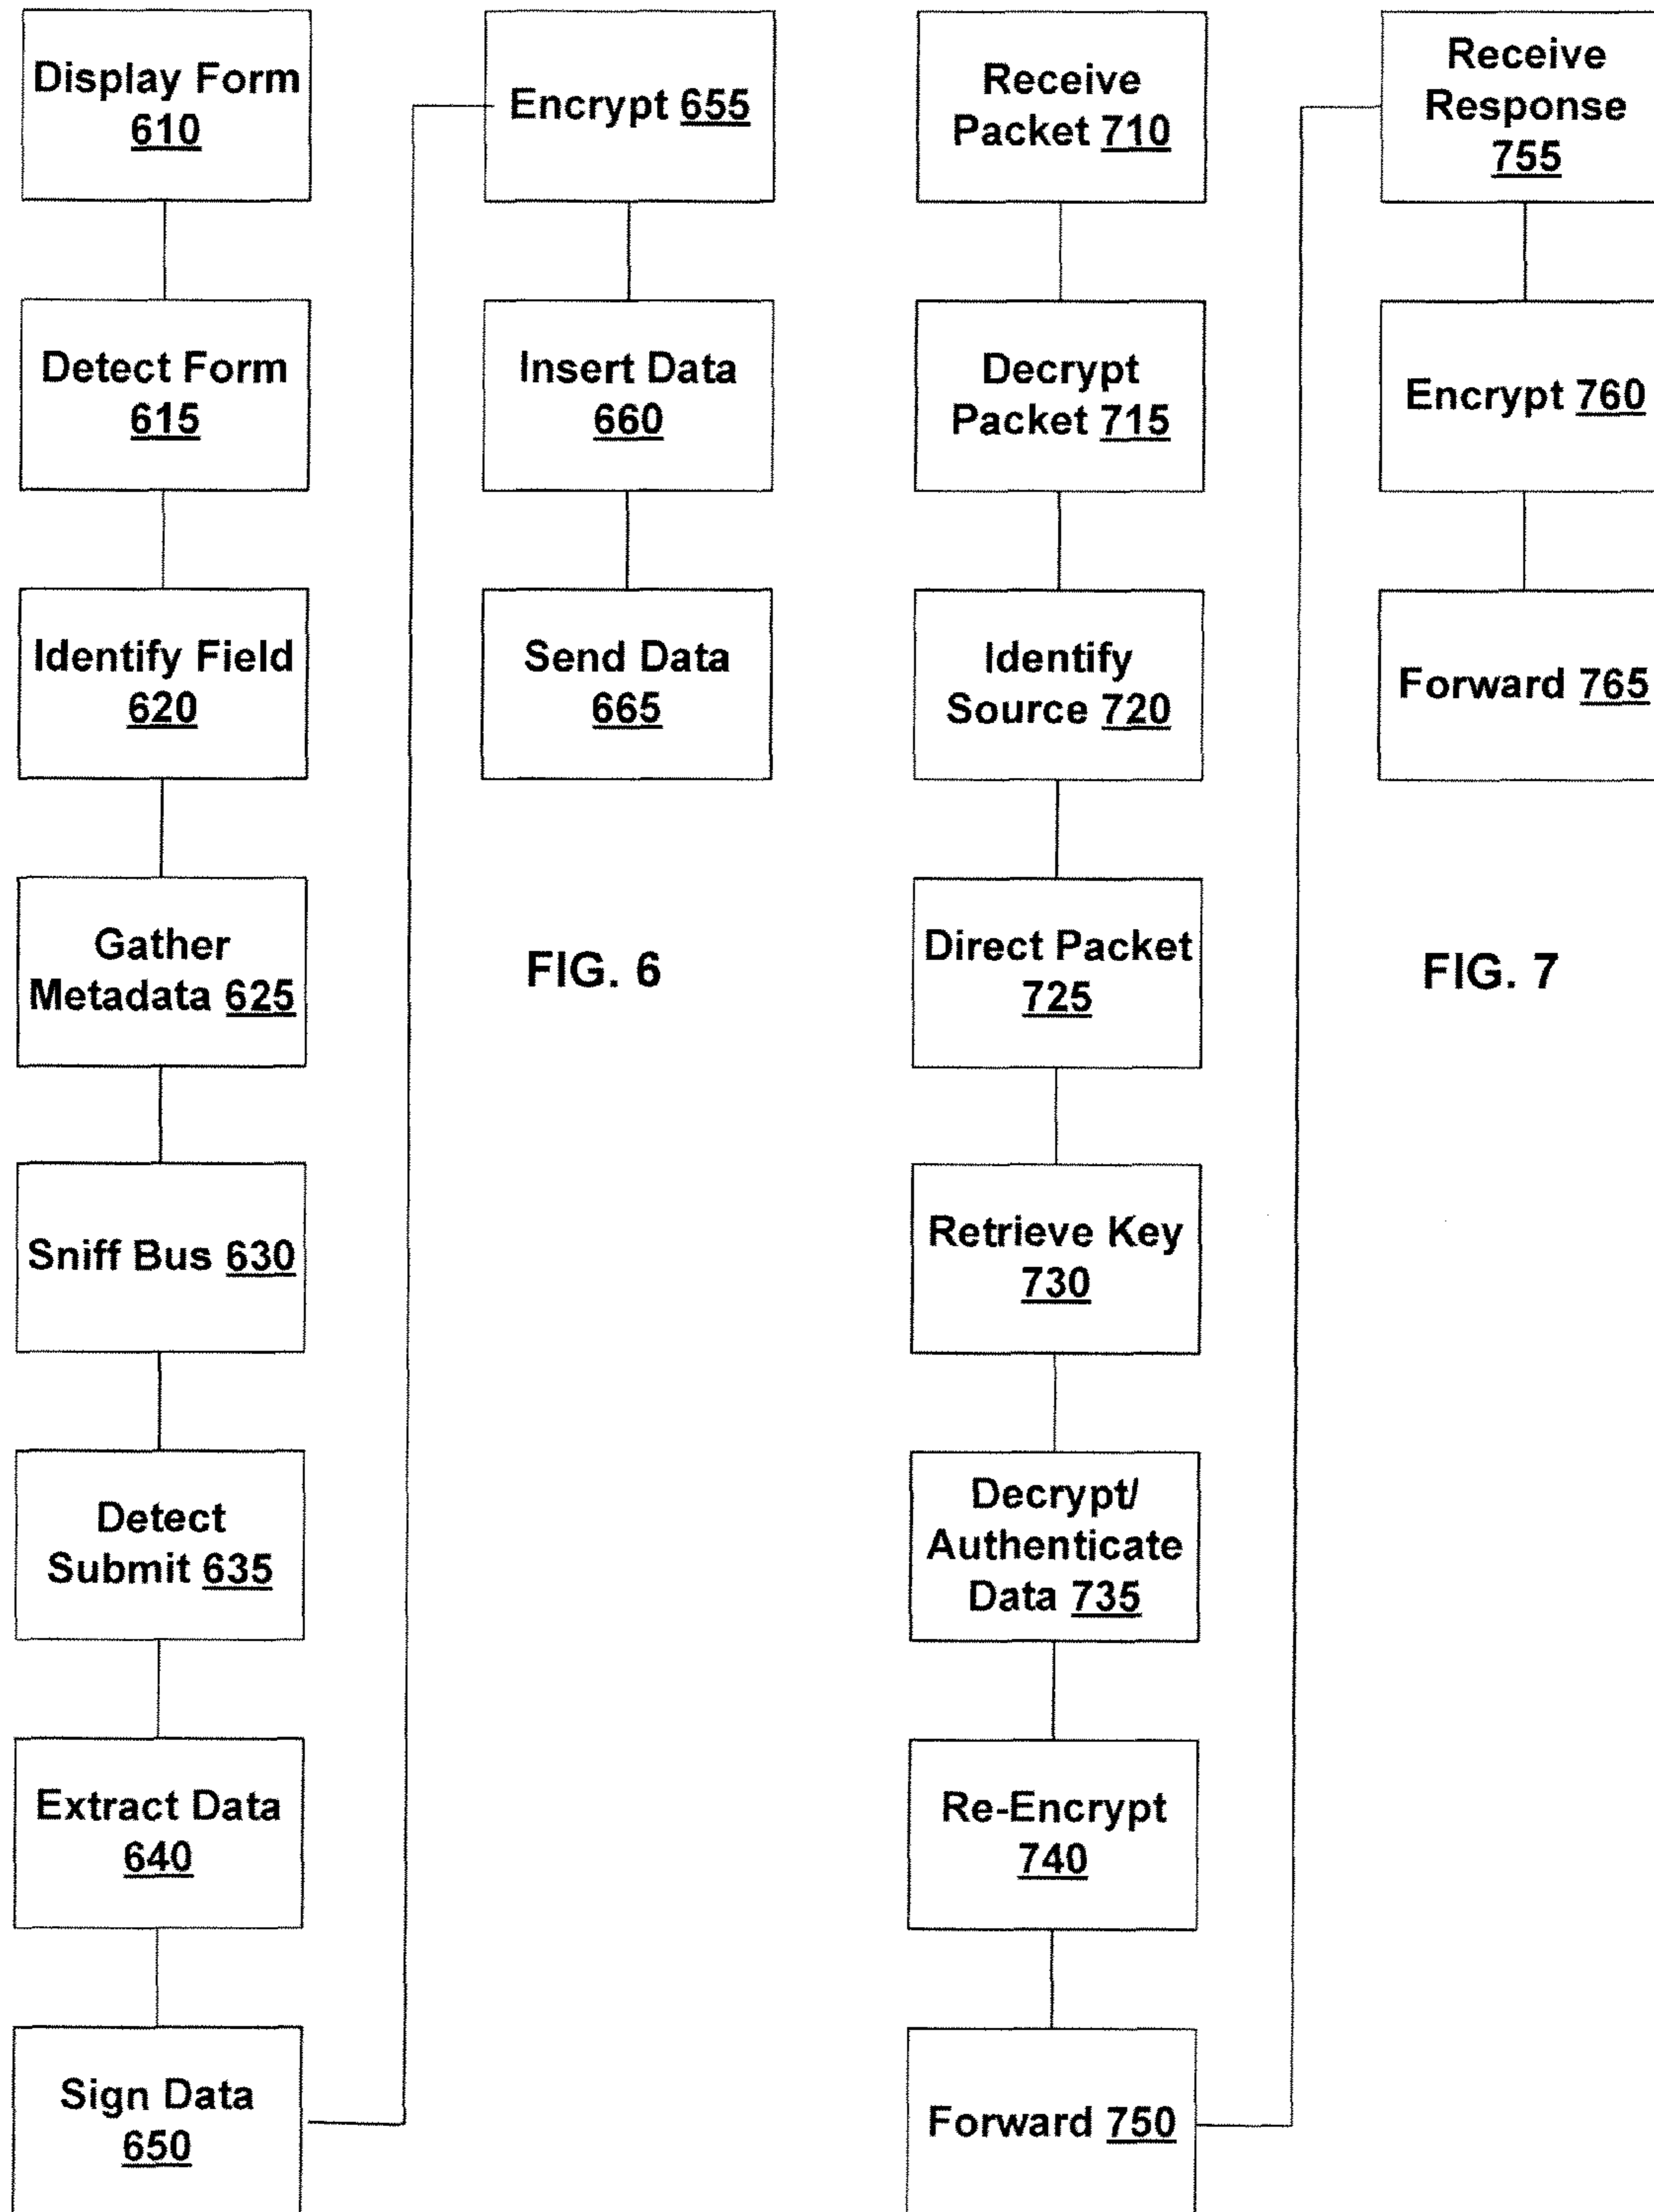 Display Form
610
Detect Form
615
Identify Field
620
Gather
Metadata 625
Sniff Bus 630
Detect
Submit 635
Extract Data
640
Sign Data
650
Encrypt 655
Insert Data
660
Send Data
665
FIG. 6
Receive
Packet 710
Decrypt
Packet 715
Identify
Source 720
Direct Packet
725
Retrieve Key
730
Decrypt/
Authenticate
Data 735
Re-Encrypt
740
Forward 750
Receive
Response
755
Encrypt 760
Forward 765
FIG. 7